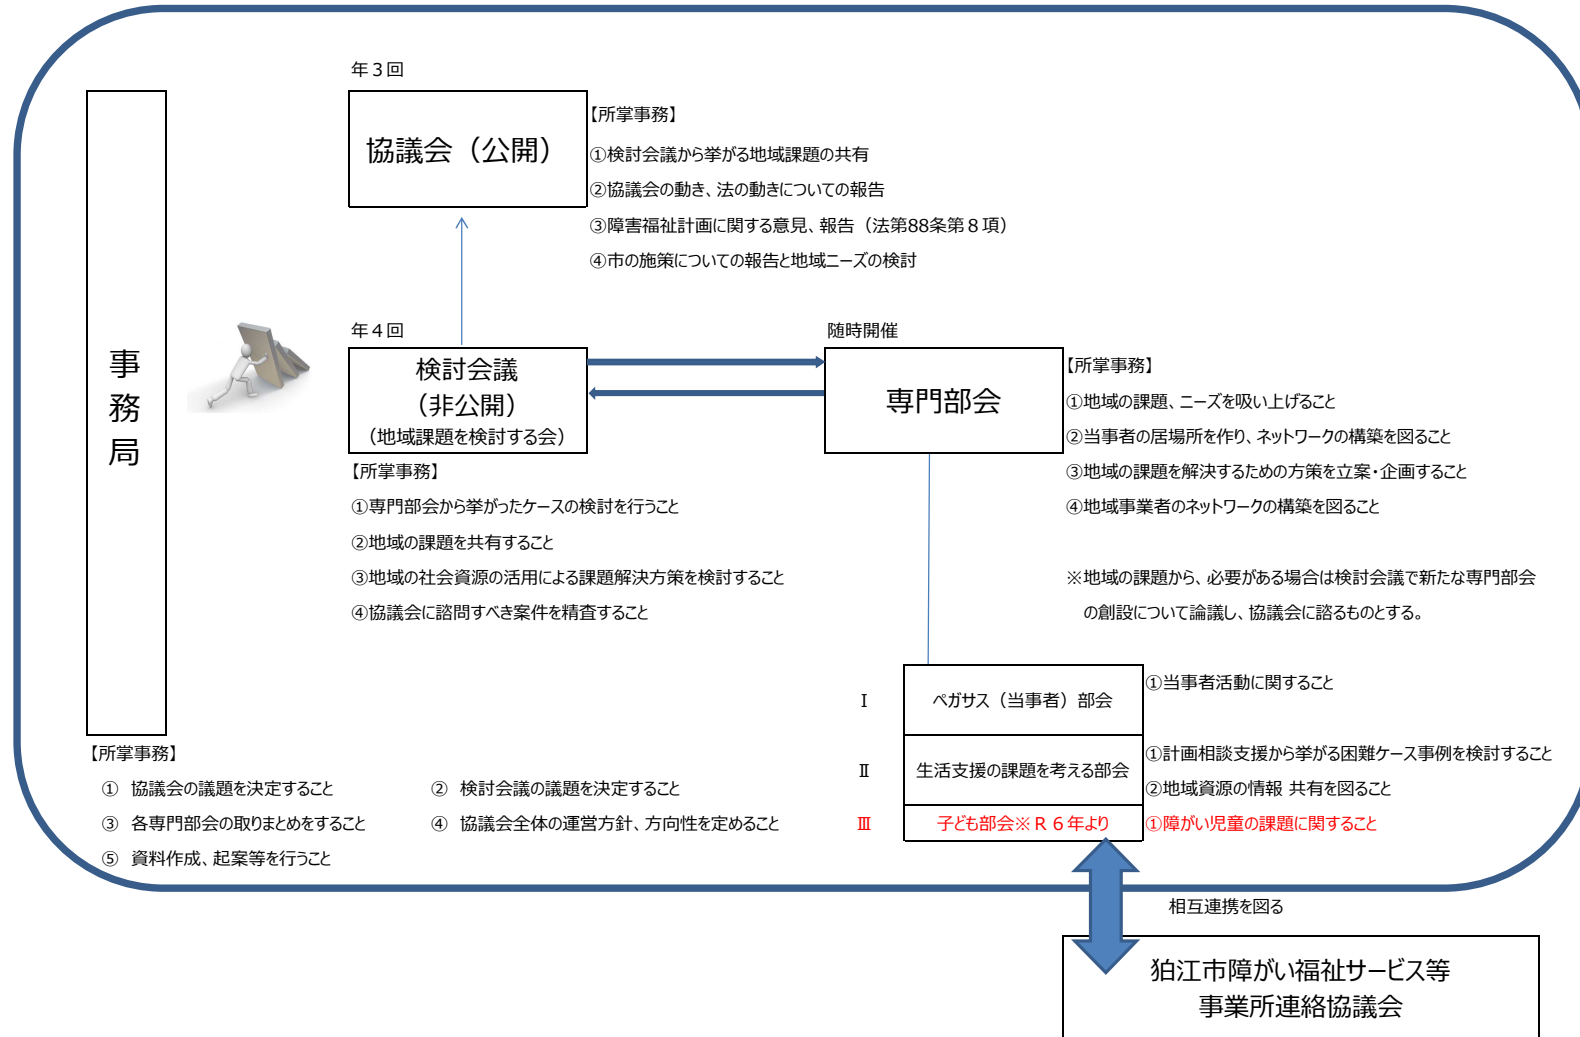 年３回
協議会（公開）
【所掌事務】
①検討会議から挙がる地域課題の共有
②協議会の動き、法の動きについての報告
③障害福祉計画に関する意見、報告（法第88条第８項）
④市の施策についての報告と地域ニーズの検討
事
務
局
年４回
検討会議
（非公開）
（地域課題を検討する会）
【所掌事務】
①専門部会から挙がったケースの検討を行うこと
②地域の課題を共有すること
③地域の社会資源の活用による課題解決方策を検討すること
④協議会に諮問すべき案件を精査すること
随時開催
専門部会
【所掌事務】
①地域の課題、ニーズを吸い上げること
②当事者の居場所を作り、ネットワークの構築を図ること
③地域の課題を解決するための方策を立案・企画すること
④地域事業者のネットワークの構築を図ること
※地域の課題から、必要がある場合は検討会議で新たな専門部会
の創設について論議し、協議会に諮るものとする。
Ⅰ ペガサス（当事者）部会 ①当事者活動に関すること
Ⅱ 生活支援の課題を考える部会 ①計画相談支援から挙がる困難ケース事例を検討すること
②地域資源の情報 共有を図ること
Ⅲ 子ども部会※Ｒ６年より ①障がい児童の課題に関すること
【所掌事務】
① 協議会の議題を決定すること ② 検討会議の議題を決定すること
③ 各専門部会の取りまとめをすること ④ 協議会全体の運営方針、方向性を定めること
⑤ 資料作成、起案等を行うこと
相互連携を図る
狛江市障がい福祉サービス等
事業所連絡協議会